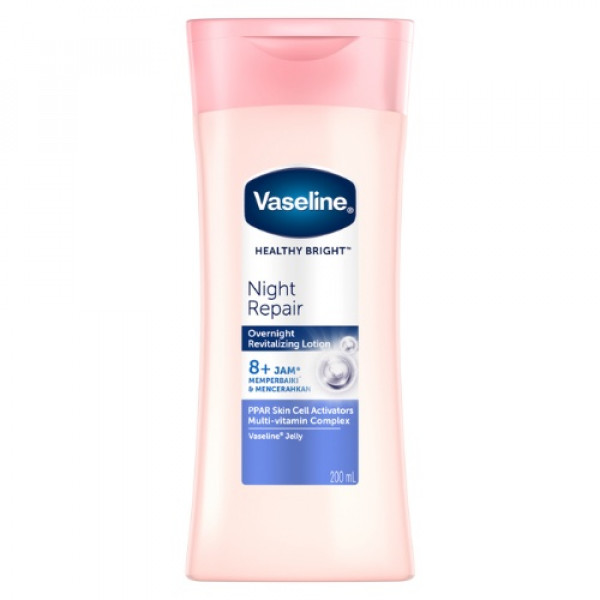 Vaseline®
HEALTHY BRIGHT™
Night
Repair
Overnight
Revitalizing Lotion
8+ JAM*
MEMPERBAIKI*
& MENCERAHKAN
PPAR Skin Cell Activators
Multi-vitamin Complex
Vaseline® Jelly
200 mL